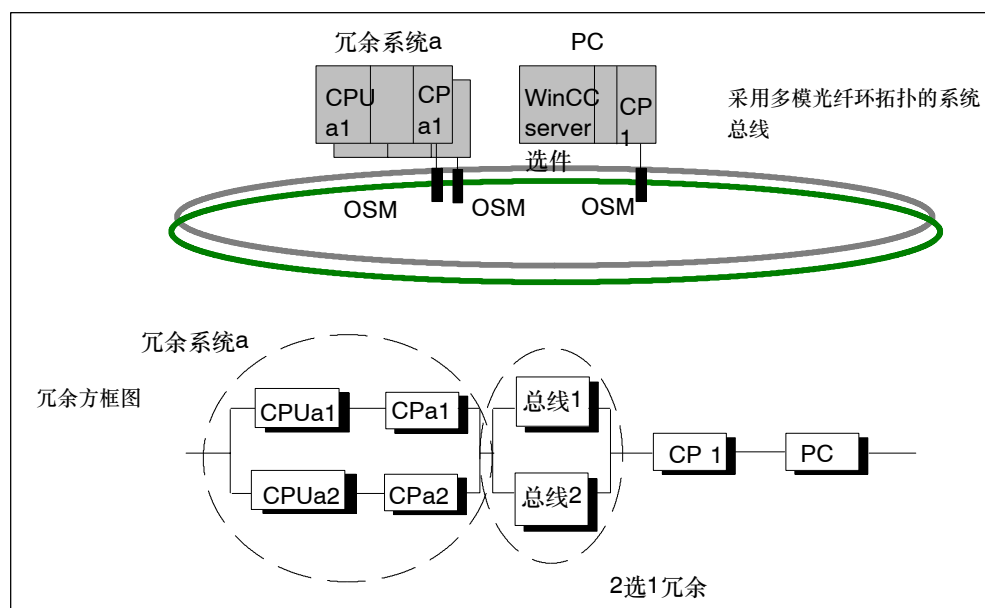 冗余系统a
PC
CPU
a1
CP
a1
WinCC
server
选件
CP
1
采用多模光纤环拓扑的系统
总线
OSM
OSM
OSM
冗余系统a
冗余方框图
CPUa1
CPa1
总线1
CP 1
PC
CPUa2
CPa2
总线2
2选1冗余